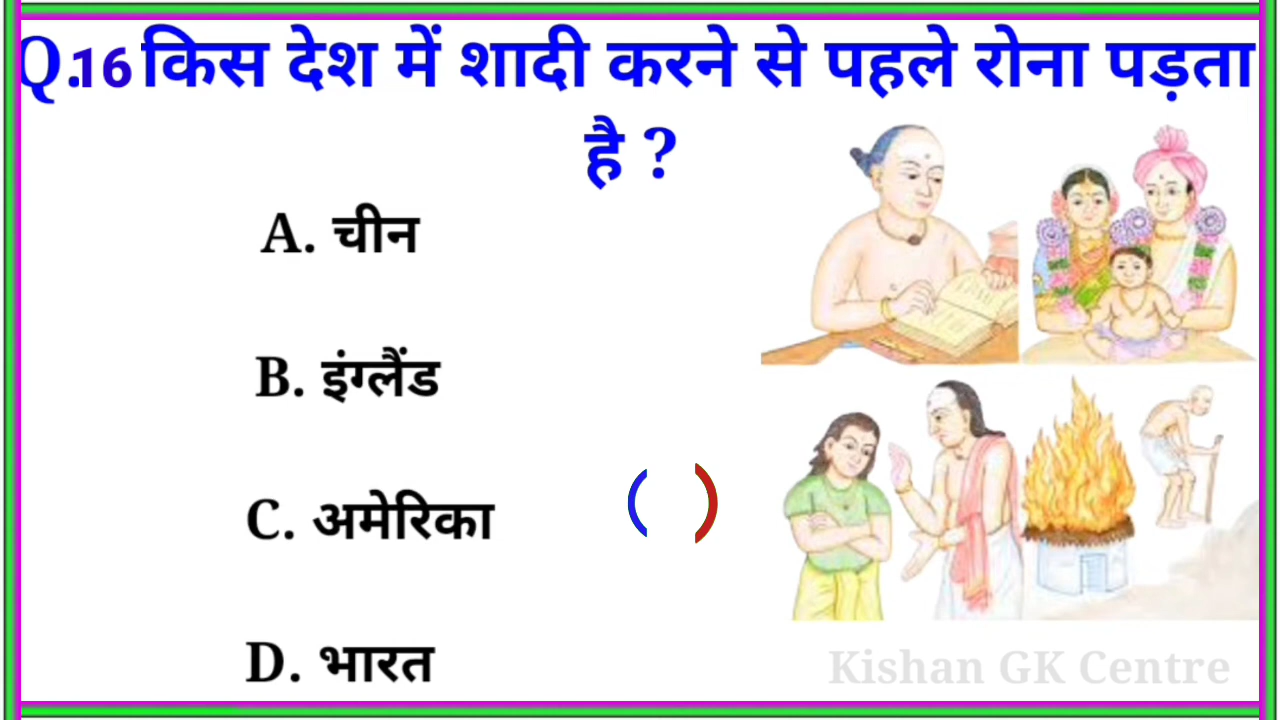 Q.16 किस देश में शादी करने से पहले रोना पड़ता
है ?
A. चीन
B. इंग्लैंड
C. अमेरिका
( )
D. भारत
Kishan GK Centre